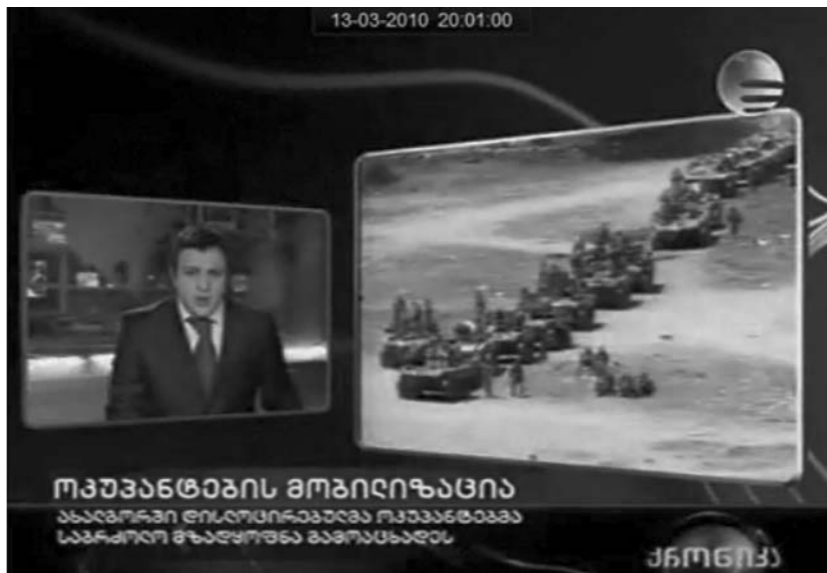 13-03-2010 20:01:00
ოკუპანტების მობილიზაცია
ახალგორში დისლოცირებულმა ოკუპანტებმა
საბრძოლო მზადყოფნა გამოაცხადეს
ქრონიკა